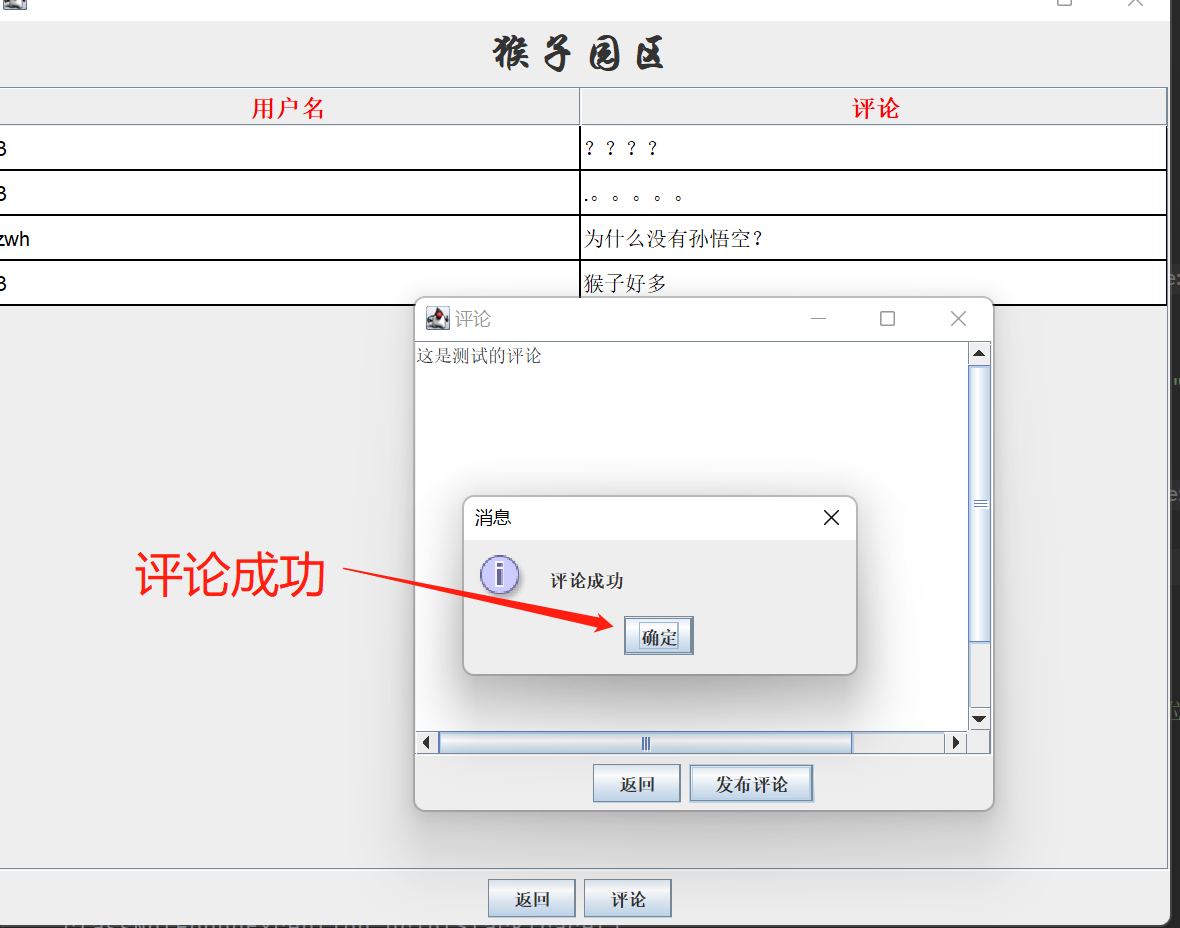 猴子园区
用户名 评论
3 ？？？？
3 .。。。。。
zwh 为什么没有孙悟空？
3 猴子好多
评论
这是测试的评论
消息
评论成功
评论成功
确定
返回 发布评论
返回 评论